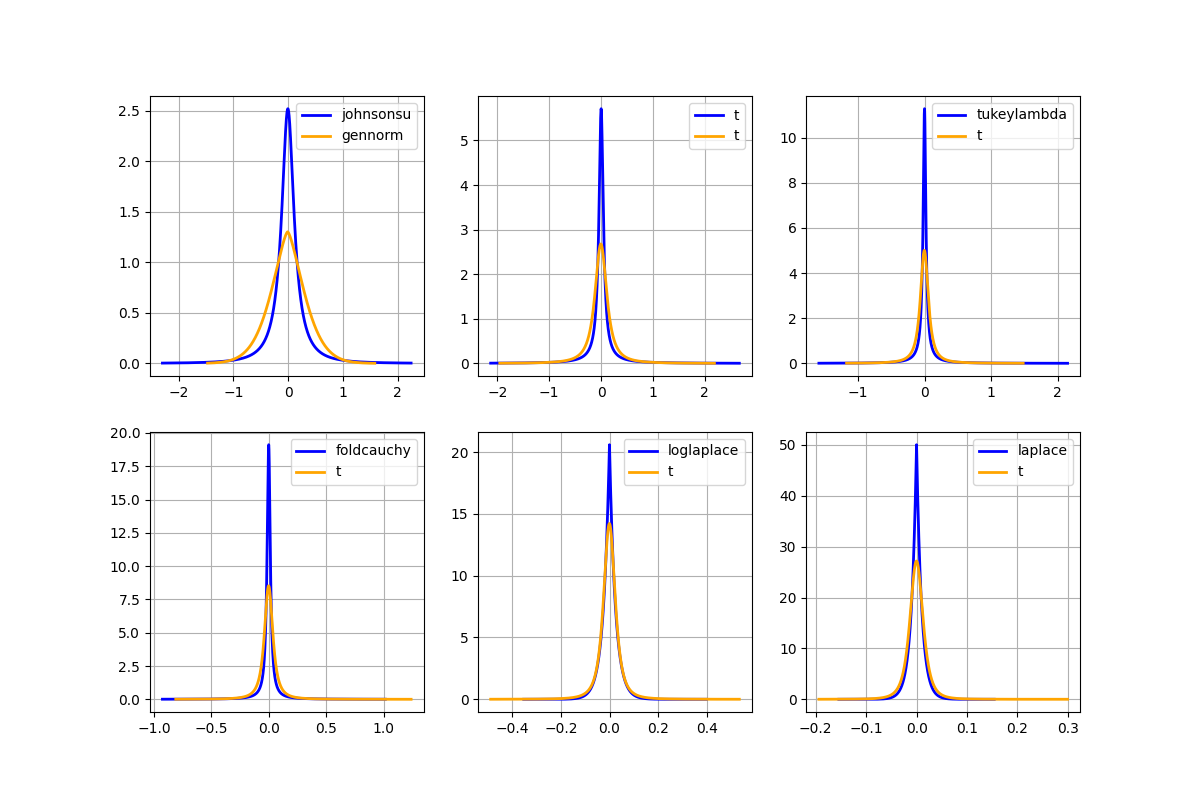 2.5
2.0
1.5
1.0
0.5
0.0
johnsonsu
gennorm
−2 −1 0 1 2
5
4
3
2
1
0
t
t
−2 −1 0 1 2
10
8
6
4
2
0
tukeylambda
t
−1 0 1 2
20.0
17.5
15.0
12.5
10.0
7.5
5.0
2.5
0.0
foldcauchy
t
−1.0 −0.5 0.0 0.5 1.0
20
15
10
5
0
loglaplace
t
−0.4 −0.2 0.0 0.2 0.4
50
40
30
20
10
0
laplace
t
−0.2 −0.1 0.0 0.1 0.2 0.3